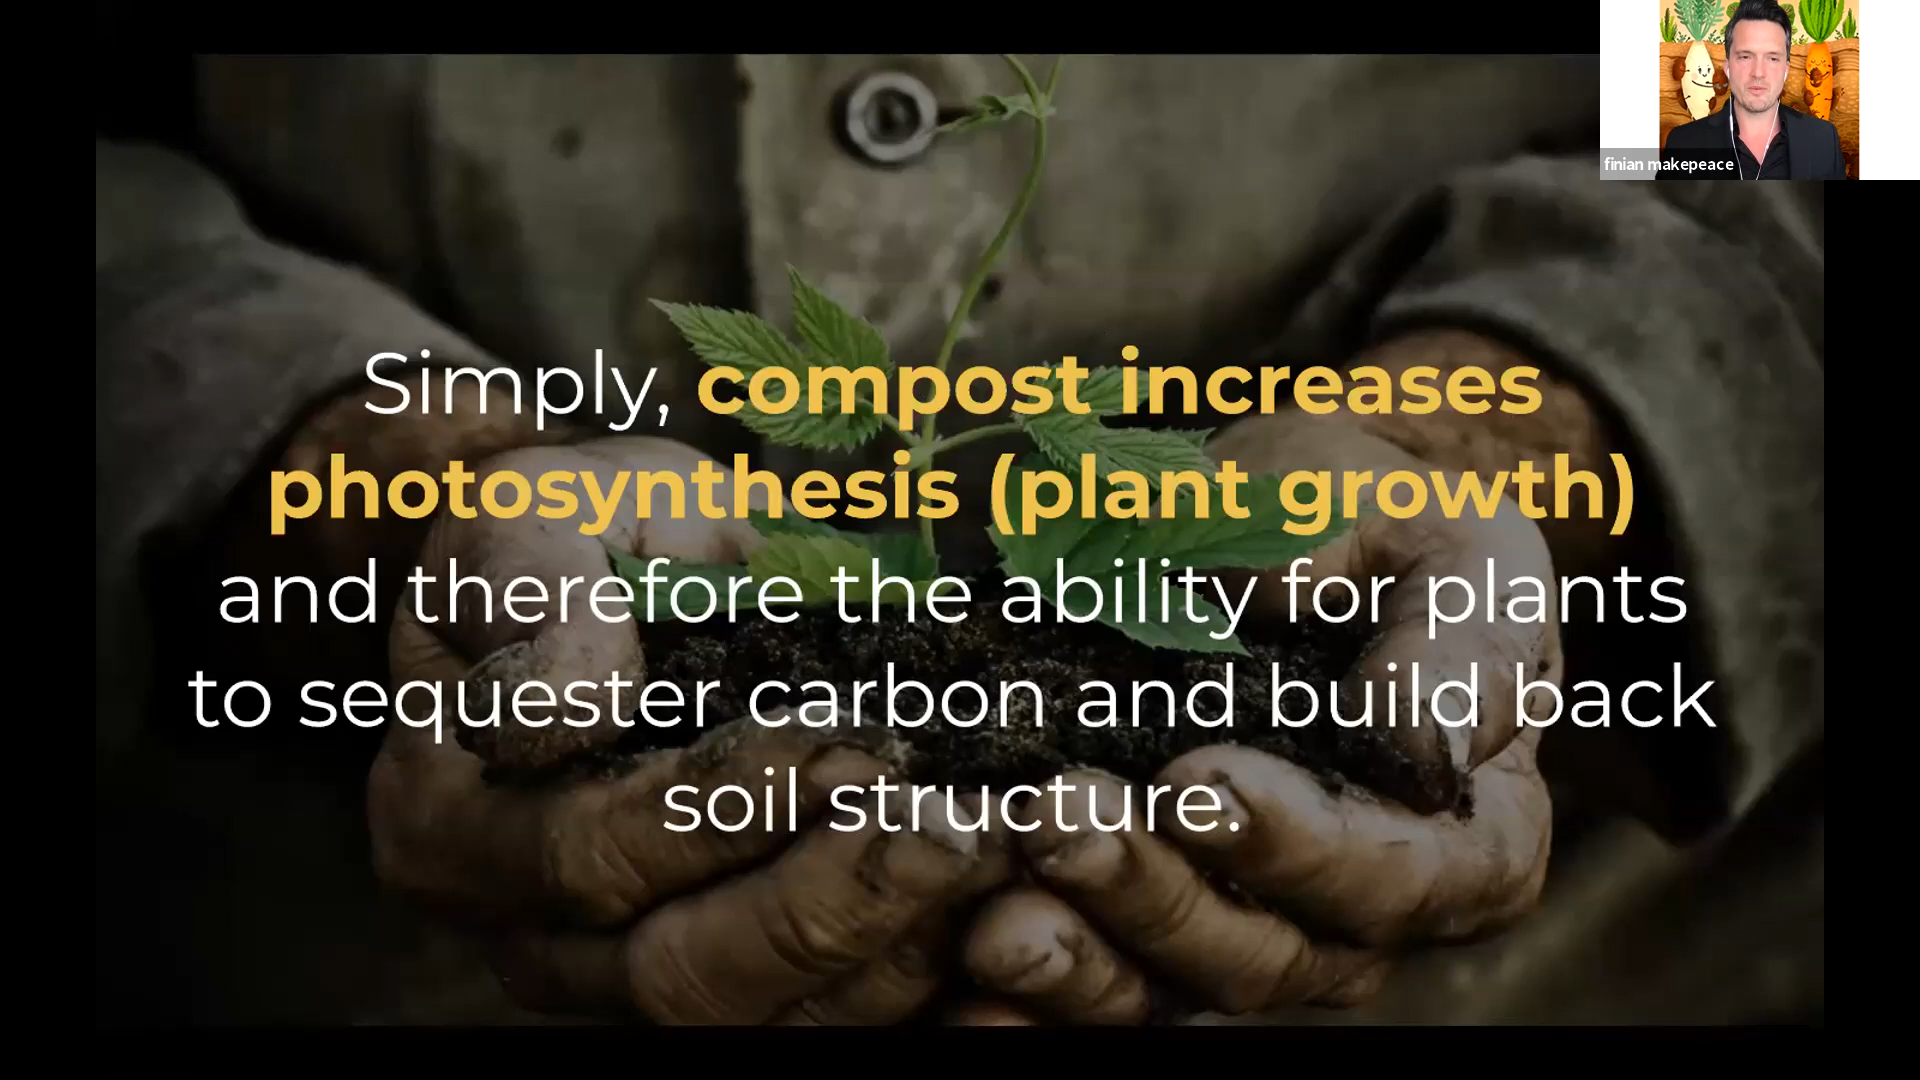 finian makepeace
Simply, compost increases
photosynthesis (plant growth)
and therefore the ability for plants
to sequester carbon and build back
soil structure.